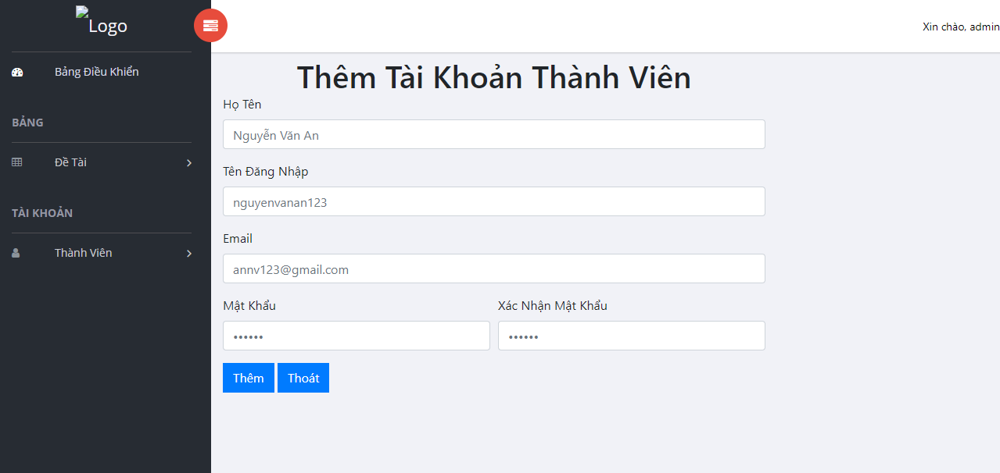 Logo
Xin chào, admin
Bảng Điều Khiển
BẢNG
Đề Tài
TÀI KHOẢN
Thành Viên
Thêm Tài Khoản Thành Viên
Họ Tên
Nguyễn Văn An
Tên Đăng Nhập
nguyenvanan123
Email
annv123@gmail.com
Mật Khẩu Xác Nhận Mật Khẩu
•••••• ••••••
Thêm Thoát